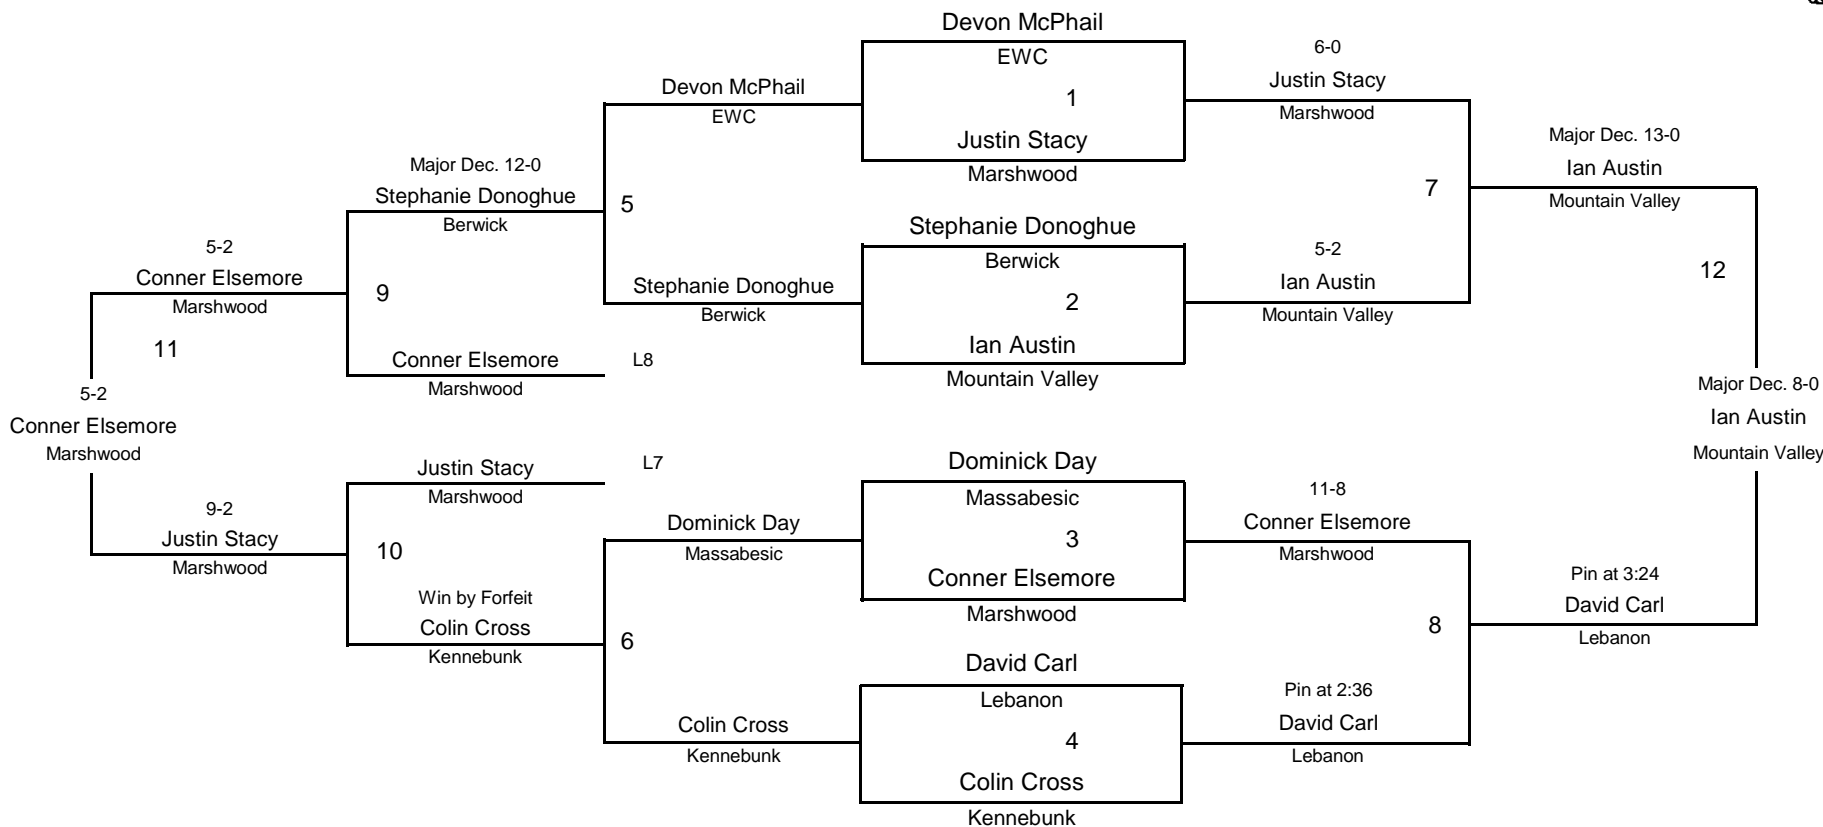 Devon McPhail
EWC
1
Justin Stacy
Marshwood
Stephanie Donoghue
Berwick
2
Ian Austin
Mountain Valley
Dominick Day
Massabesic
3
Conner Elsemore
Marshwood
David Carl
Lebanon
4
Colin Cross
Kennebunk
Devon McPhail
EWC
5
Stephanie Donoghue
Berwick
Dominick Day
Massabesic
6
Colin Cross
Kennebunk
Major Dec. 12-0
Stephanie Donoghue
Berwick
9
Conner Elsemore
Marshwood
L8
Justin Stacy
Marshwood
L7
10
Win by Forfeit
Colin Cross
Kennebunk
5-2
Conner Elsemore
Marshwood
11
9-2
Justin Stacy
Marshwood
5-2
Conner Elsemore
Marshwood
6-0
Justin Stacy
Marshwood
7
5-2
Ian Austin
Mountain Valley
11-8
Conner Elsemore
Marshwood
8
Pin at 2:36
David Carl
Lebanon
Major Dec. 13-0
Ian Austin
Mountain Valley
12
Pin at 3:24
David Carl
Lebanon
Major Dec. 8-0
Ian Austin
Mountain Valley